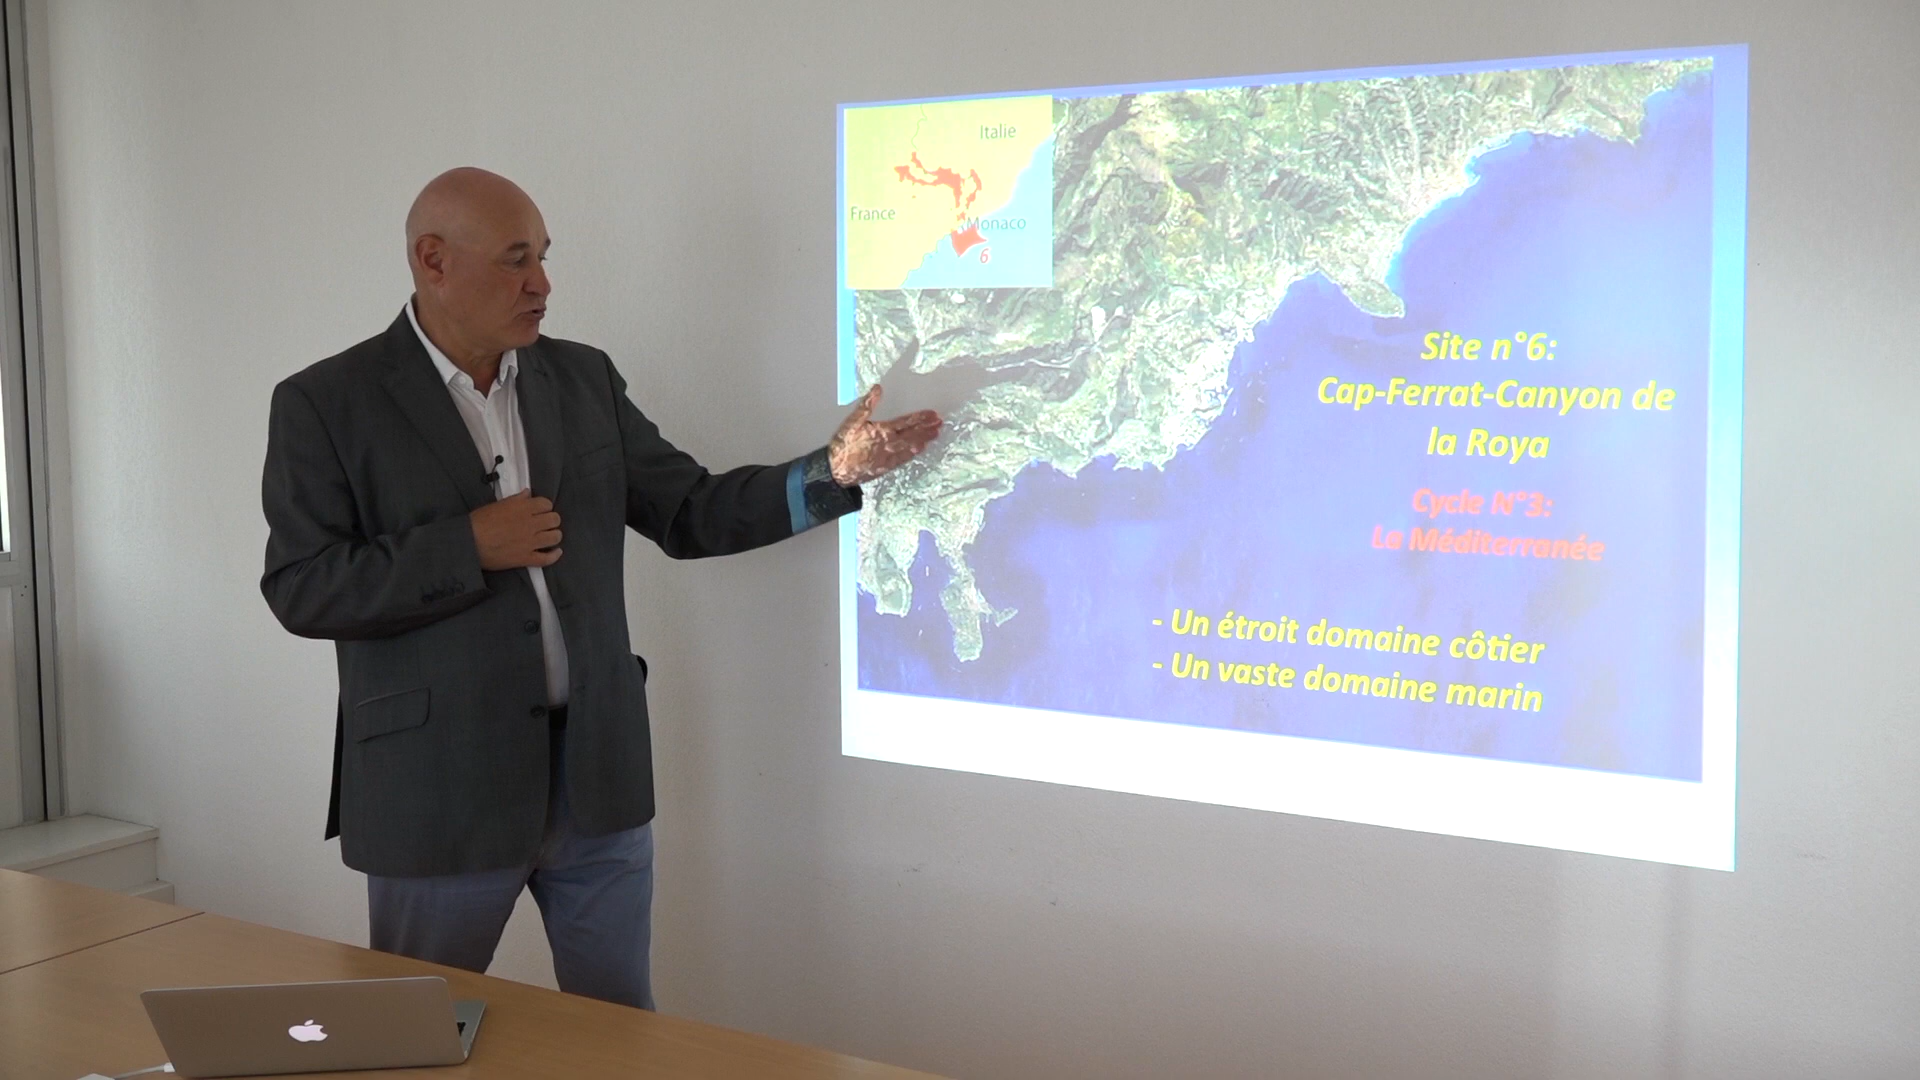 Italie
France
Monaco
6
Site n°6:
Cap-Ferrat-Canyon de
la Roya
Cycle N°3:
La Méditerranée
- Un étroit domaine côtier
- Un vaste domaine marin